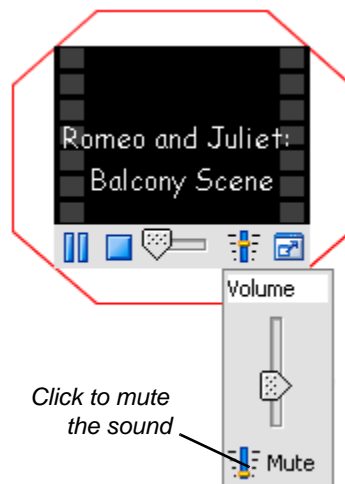 Romeo and Juliet:
Balcony Scene
Volume
Click to mute
the sound
Mute